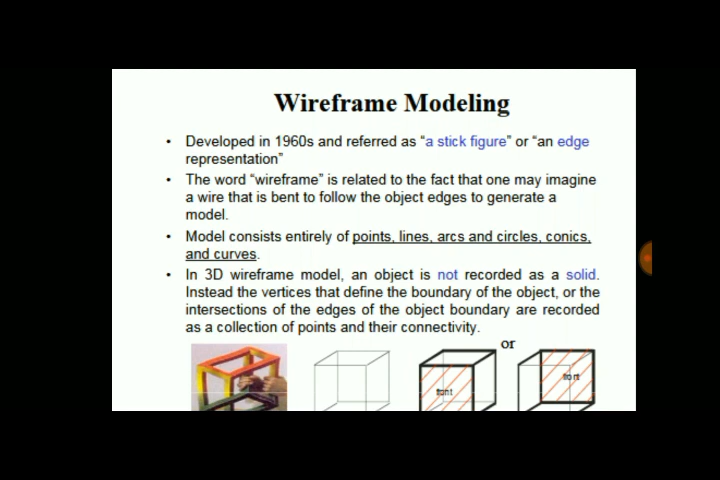 Wireframe Modeling
• Developed in 1960s and referred as “a stick figure” or “an edge
representation”
• The word “wireframe” is related to the fact that one may imagine
a wire that is bent to follow the object edges to generate a
model.
• Model consists entirely of points, lines, arcs and circles, conics,
and curves.
• In 3D wireframe model, an object is not recorded as a solid.
Instead the vertices that define the boundary of the object, or the
intersections of the edges of the object boundary are recorded
as a collection of points and their connectivity.
or
front
front